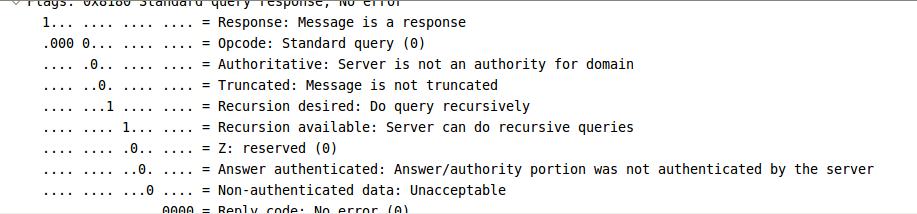 Flags: 0x8180 Standard query response, No error
1... .... .... .... = Response: Message is a response
.000 0... .... .... = Opcode: Standard query (0)
.... .0.. .... .... = Authoritative: Server is not an authority for domain
.... ..0. .... .... = Truncated: Message is not truncated
.... ...1 .... .... = Recursion desired: Do query recursively
.... .... 1... .... = Recursion available: Server can do recursive queries
.... .... .0.. .... = Z: reserved (0)
.... .... ..0. .... = Answer authenticated: Answer/authority portion was not authenticated by the server
.... .... ...0 .... = Non-authenticated data: Unacceptable
0000 = Reply code: No error (0)